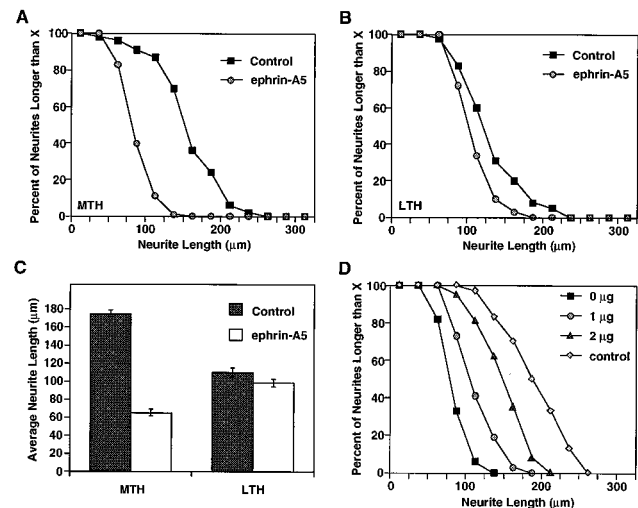 A
Percent of Neurites Longer than X
100
80
60
40
20
0
Control
ephrin-A5
MTH
100
200
300
Neurite Length (μm)
B
Percent of Neurites Longer than X
100
80
60
40
20
0
Control
ephrin-A5
LTH
100
200
300
Neurite Length (μm)
C
Average Neurite Length (μm)
180
160
140
120
100
80
60
40
20
0
Control
ephrin-A5
MTH
LTH
D
Percent of Neurites Longer than X
100
80
60
40
20
0
0 μg
1 μg
2 μg
control
100
200
300
Neurite Length (μm)